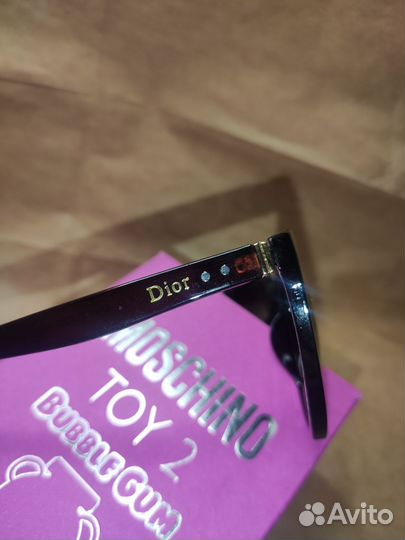 Dior
MOSCHINO
TOY 2
BUBBLE GUM
Avito